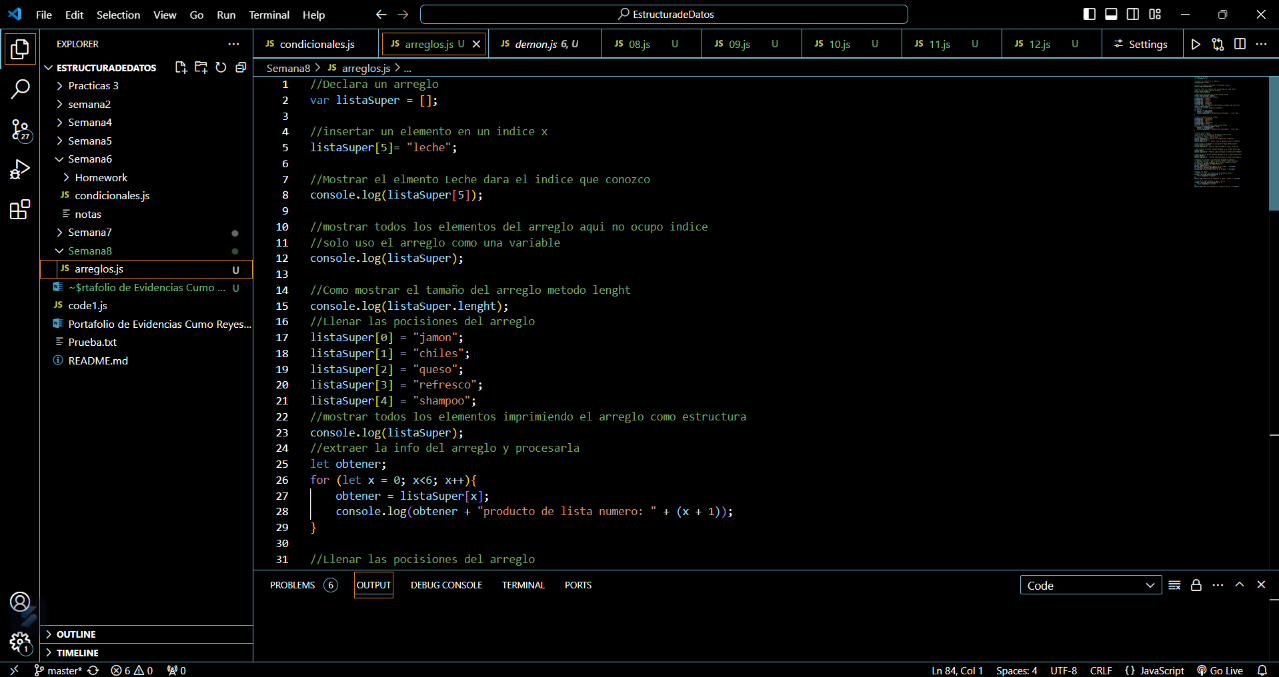 File Edit Selection View Go Run Terminal Help EstructuradeDatos
EXPLORER
condicionales.js arreglos.js U demon.js 6, U 08.js U 09.js U 10.js U 11.js U 12.js U Settings
ESTRUCTURADEDATOS
Semana8 > JS arreglos.js > ...
Practicas 3
semana2
Semana4
Semana5
Semana6
Homework
JS condicionales.js
notas
Semana7
Semana8
JS arreglos.js U
~$rtafolio de Evidencias Cumo ... U
JS code1.js
Portafolio de Evidencias Cumo Reyes...
Prueba.txt
README.md
OUTLINE
TIMELINE
27
1
1 //Declara un arreglo
2 var listaSuper = [];
3
4 //insertar un elemento en un indice x
5 listaSuper[5]= "leche";
6
7 //Mostrar el elmento Leche dara el indice que conozco
8 console.log(listaSuper[5]);
9
10 //mostrar todos los elementos del arreglo aqui no ocupo indice
11 //solo uso el arreglo como una variable
12 console.log(listaSuper);
13
14 //Como mostrar el tamaño del arreglo metodo lenght
15 console.log(listaSuper.lenght);
16 //Llenar las pocisiones del arreglo
17 listaSuper[0] = "jamon";
18 listaSuper[1] = "chiles";
19 listaSuper[2] = "queso";
20 listaSuper[3] = "refresco";
21 listaSuper[4] = "shampoo";
22 //mostrar todos los elementos imprimiendo el arreglo como estructura
23 console.log(listaSuper);
24 //extraer la info del arreglo y procesarla
25 let obtener;
26 for (let x = 0; x<6; x++){
27 obtener = listaSuper[x];
28 console.log(obtener + "producto de lista numero: " + (x + 1));
29 }
30
31 //Llenar las pocisiones del arreglo
PROBLEMS 6 OUTPUT DEBUG CONSOLE TERMINAL PORTS Code
master* 6 0 0 Ln 84, Col 1 Spaces: 4 UTF-8 CRLF {} JavaScript Go Live